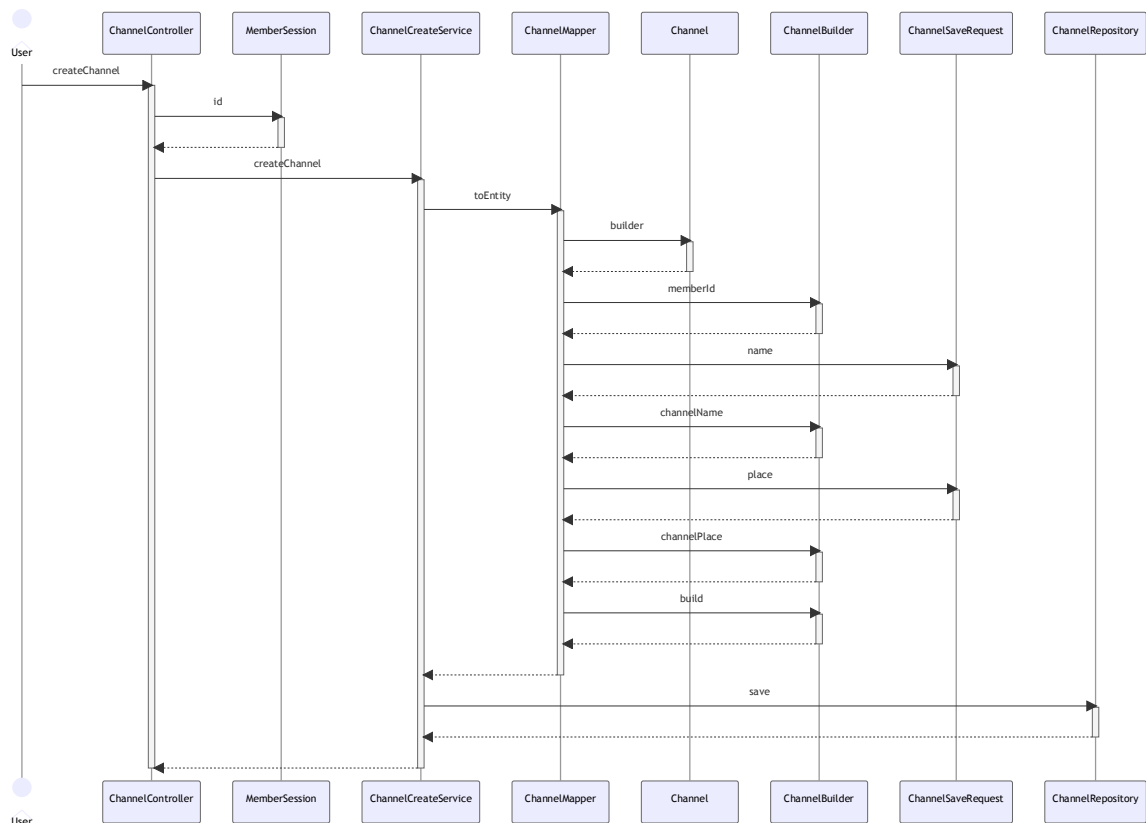 ChannelController
MemberSession
ChannelCreateService
ChannelMapper
Channel
ChannelBuilder
ChannelSaveRequest
ChannelRepository
User
createChannel
id
createChannel
toEntity
builder
memberId
name
channelName
place
channelPlace
build
save
ChannelController
MemberSession
ChannelCreateService
ChannelMapper
Channel
ChannelBuilder
ChannelSaveRequest
ChannelRepository
User